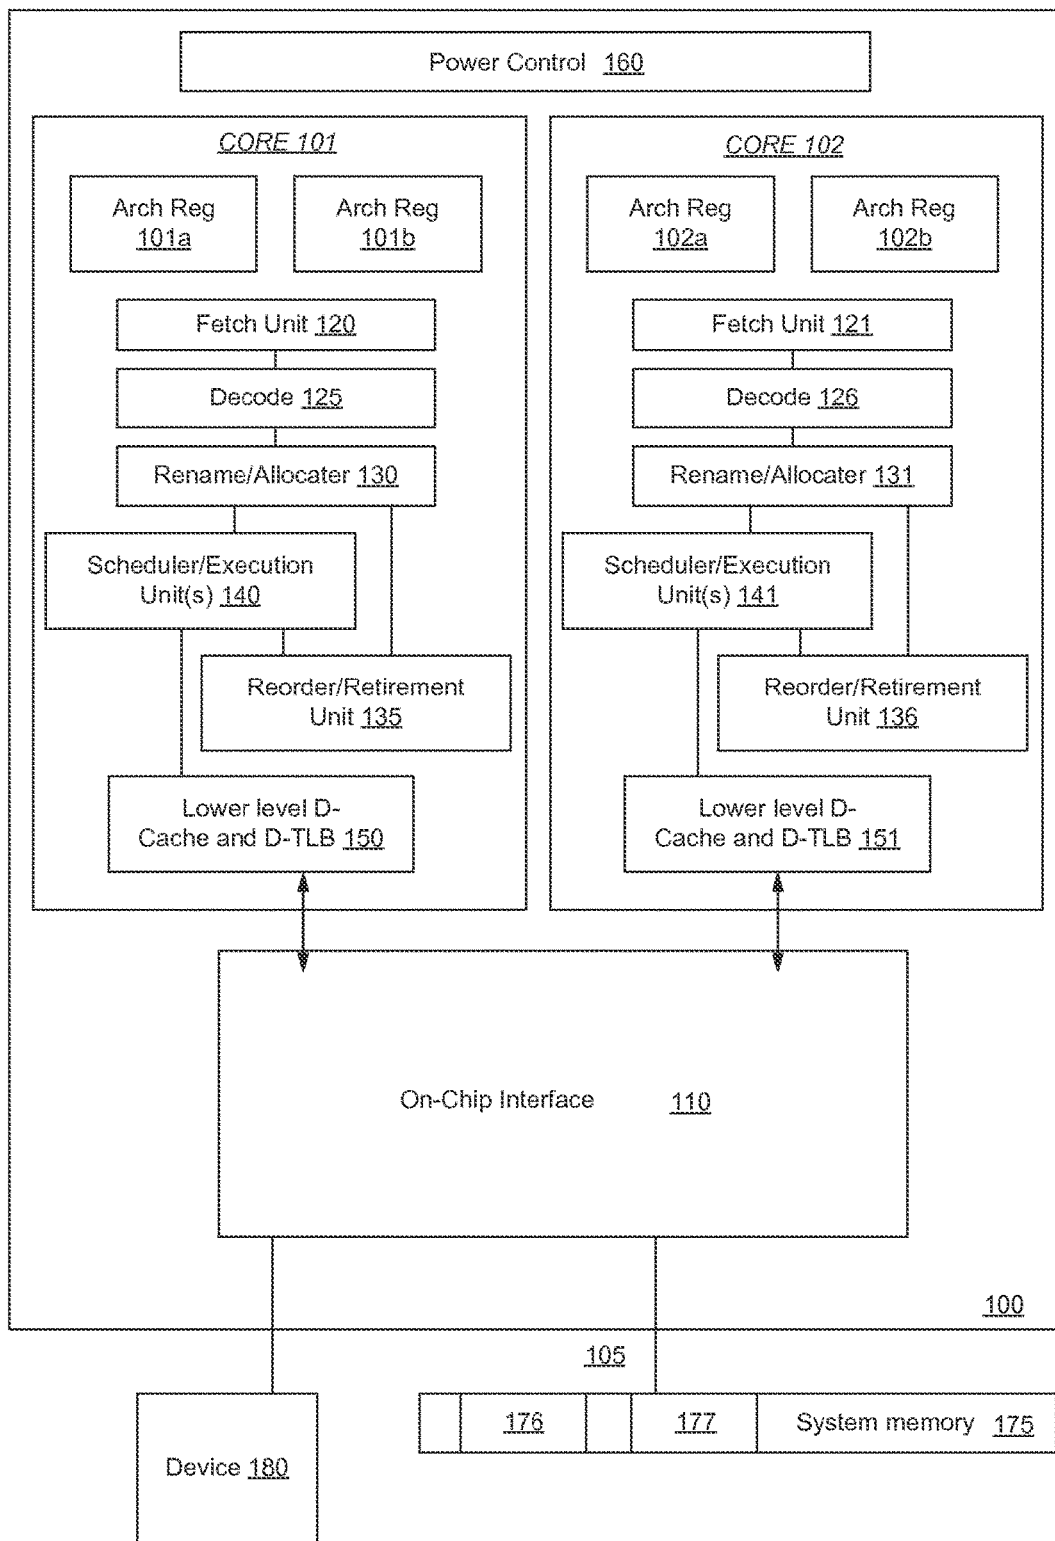 Power Control 160
CORE 101
Arch Reg
101a
Arch Reg
101b
Fetch Unit 120
Decode 125
Rename/Allocater 130
Scheduler/Execution
Unit(s) 140
Reorder/Retirement
Unit 135
Lower level D-
Cache and D-TLB 150
CORE 102
Arch Reg
102a
Arch Reg
102b
Fetch Unit 121
Decode 126
Rename/Allocater 131
Scheduler/Execution
Unit(s) 141
Reorder/Retirement
Unit 136
Lower level D-
Cache and D-TLB 151
On-Chip Interface 110
100
105
176
177
System memory 175
Device 180